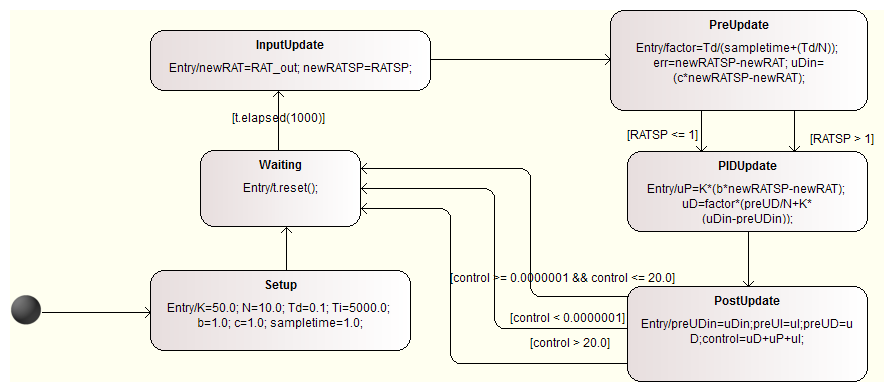 InputUpdate
Entry/newRAT=RAT_out; newRATSP=RATSP;
PreUpdate
Entry/factor=Td/(sampletime+(Td/N));
err=newRATSP-newRAT; uDin=
(c*newRATSP-newRAT);
[t.elapsed(1000)]
[RATSP <= 1]
[RATSP > 1]
Waiting
Entry/t.reset();
PIDUpdate
Entry/uP=K*(b*newRATSP-newRAT);
uD=factor*(preUD/N+K*
(uDin-preUDin));
Setup
Entry/K=50.0; N=10.0; Td=0.1; Ti=5000.0;
b=1.0; c=1.0; sampletime=1.0;
[control >= 0.0000001 && control <= 20.0]
[control < 0.0000001]
[control > 20.0]
PostUpdate
Entry/preUDin=uDin;preUI=uI;preUD=u
D;control=uD+uP+uI;